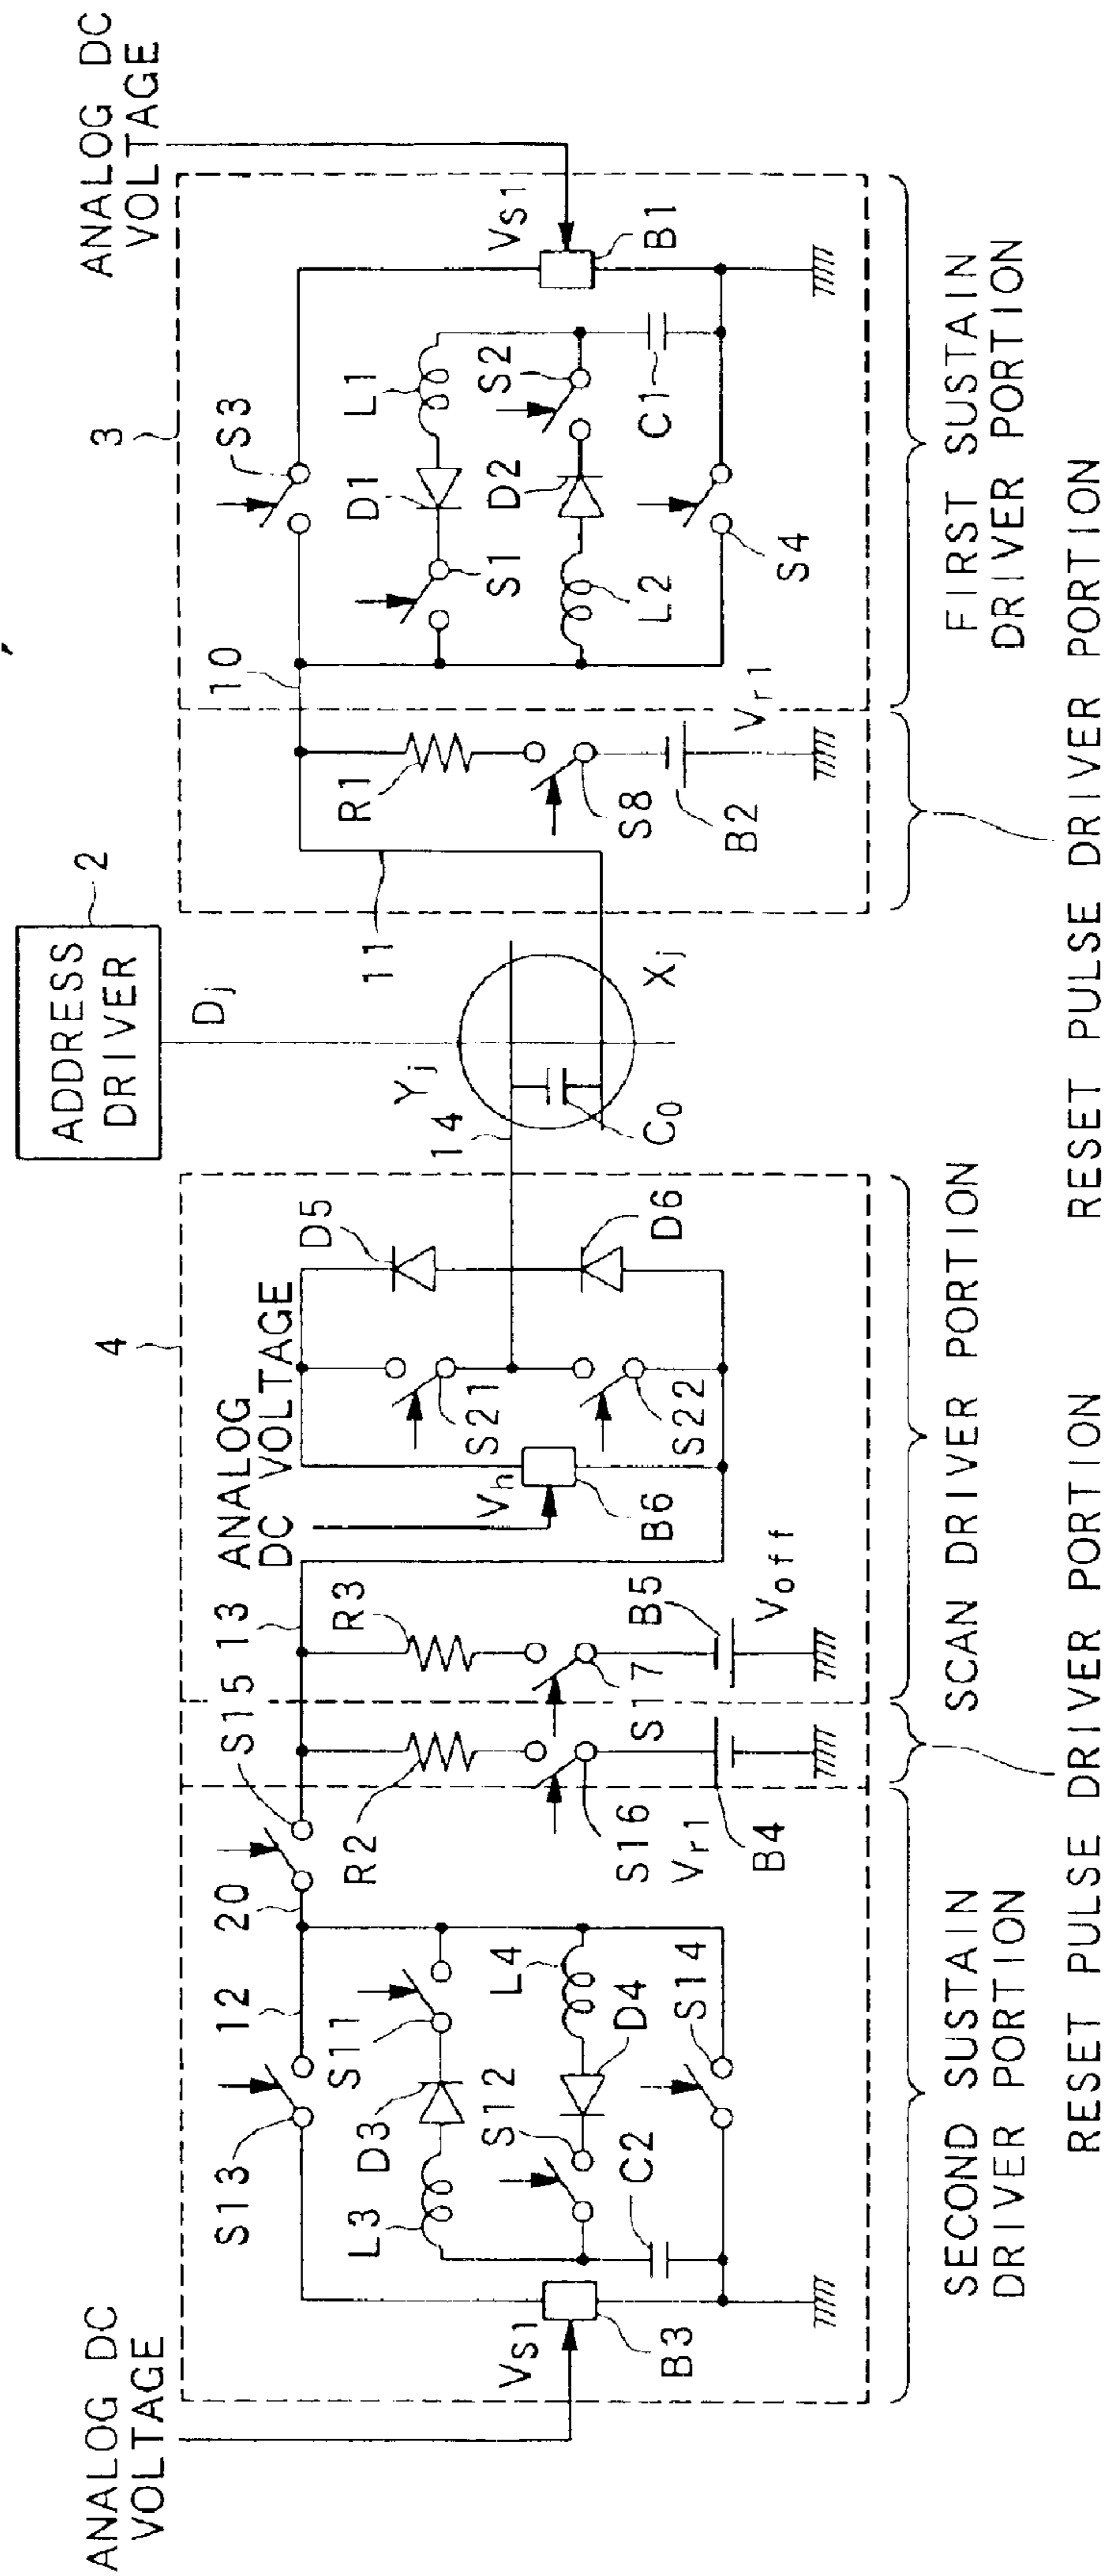 ANALOG DC
VOLTAGE
ADDRESS
DRIVER
2
Dj
4
3
S13
12
20
S15
13
ANALOG
DC VOLTAGE
D5
14
Yj
11
10
S3
ANALOG DC
VOLTAGE
L3
D3
S11
R2
R3
Vh
S21
R1
S1
D1
L1
VS1
B3
S12
L4
D4
C2
S14
S16
Vr1
B4
S17
B5
Voff
B6
S22
D6
C0
Xj
S8
B2
Vr1
L2
D2
S2
C1
S4
VS1
B1
SECOND SUSTAIN
DRIVER PORTION
RESET PULSE DRIVER PORTION
SCAN DRIVER PORTION
RESET PULSE DRIVER PORTION
FIRST SUSTAIN
DRIVER PORTION